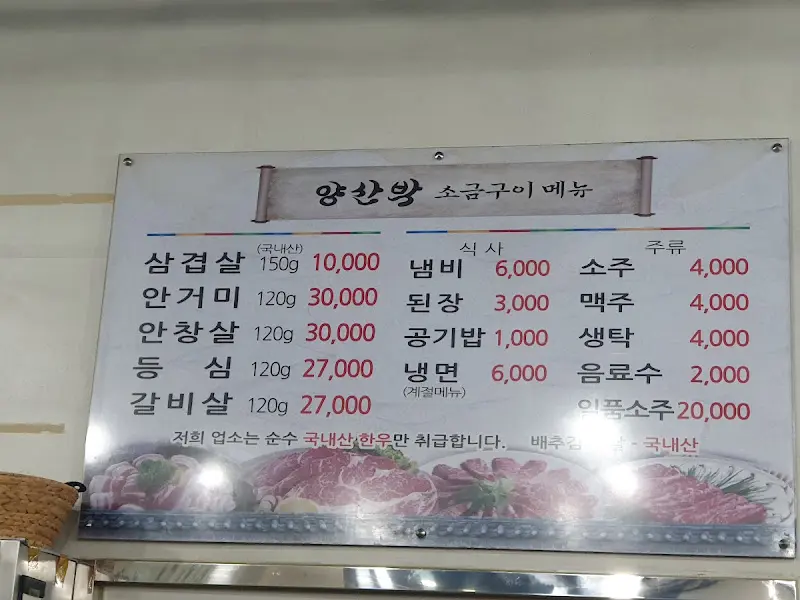 양산박 소금구이 메뉴
(국내산)
삼겹살 150g 10,000
안거미 120g 30,000
안창살 120g 30,000
등심 120g 27,000
갈비살 120g 27,000
식사
냄비 6,000
된장 3,000
공기밥 1,000
냉면 6,000
(계절메뉴)
주류
소주 4,000
맥주 4,000
생탁 4,000
음료수 2,000
일품소주 20,000
저희 업소는 순수 국내산 한우만 취급합니다. 배추김 - 국내산